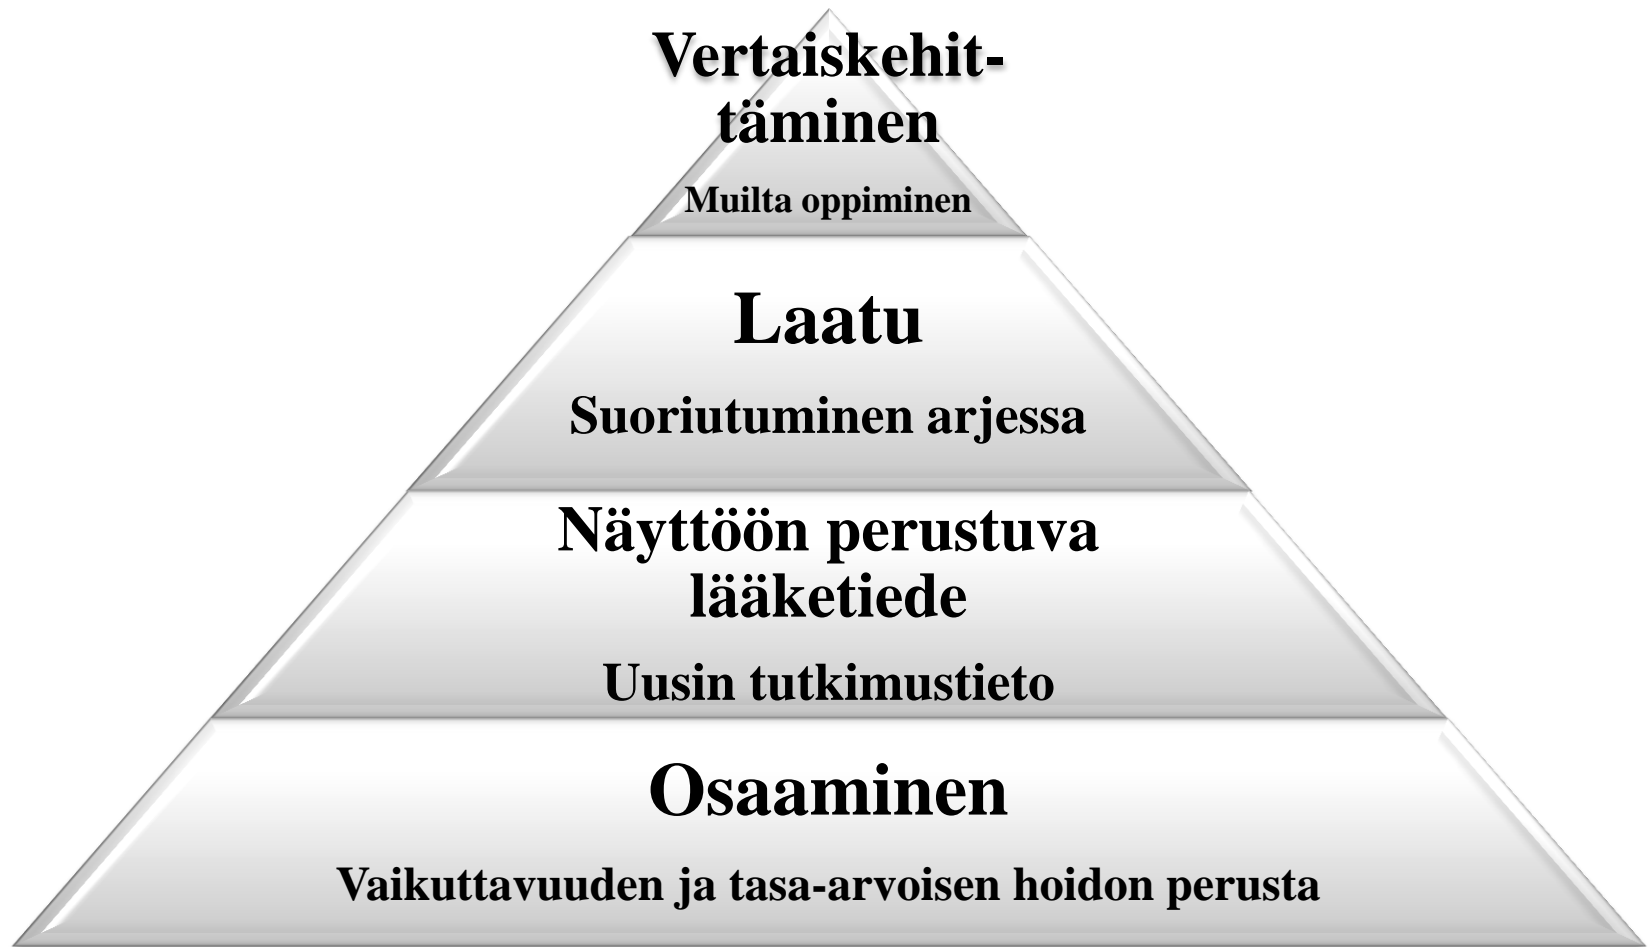 Vertaiskehit-
täminen
Muilta oppiminen
Laatu
Suoriutuminen arjessa
Näyttöön perustuva
lääketiede
Uusin tutkimustieto
Osaaminen
Vaikuttavuuden ja tasa-arvoisen hoidon perusta